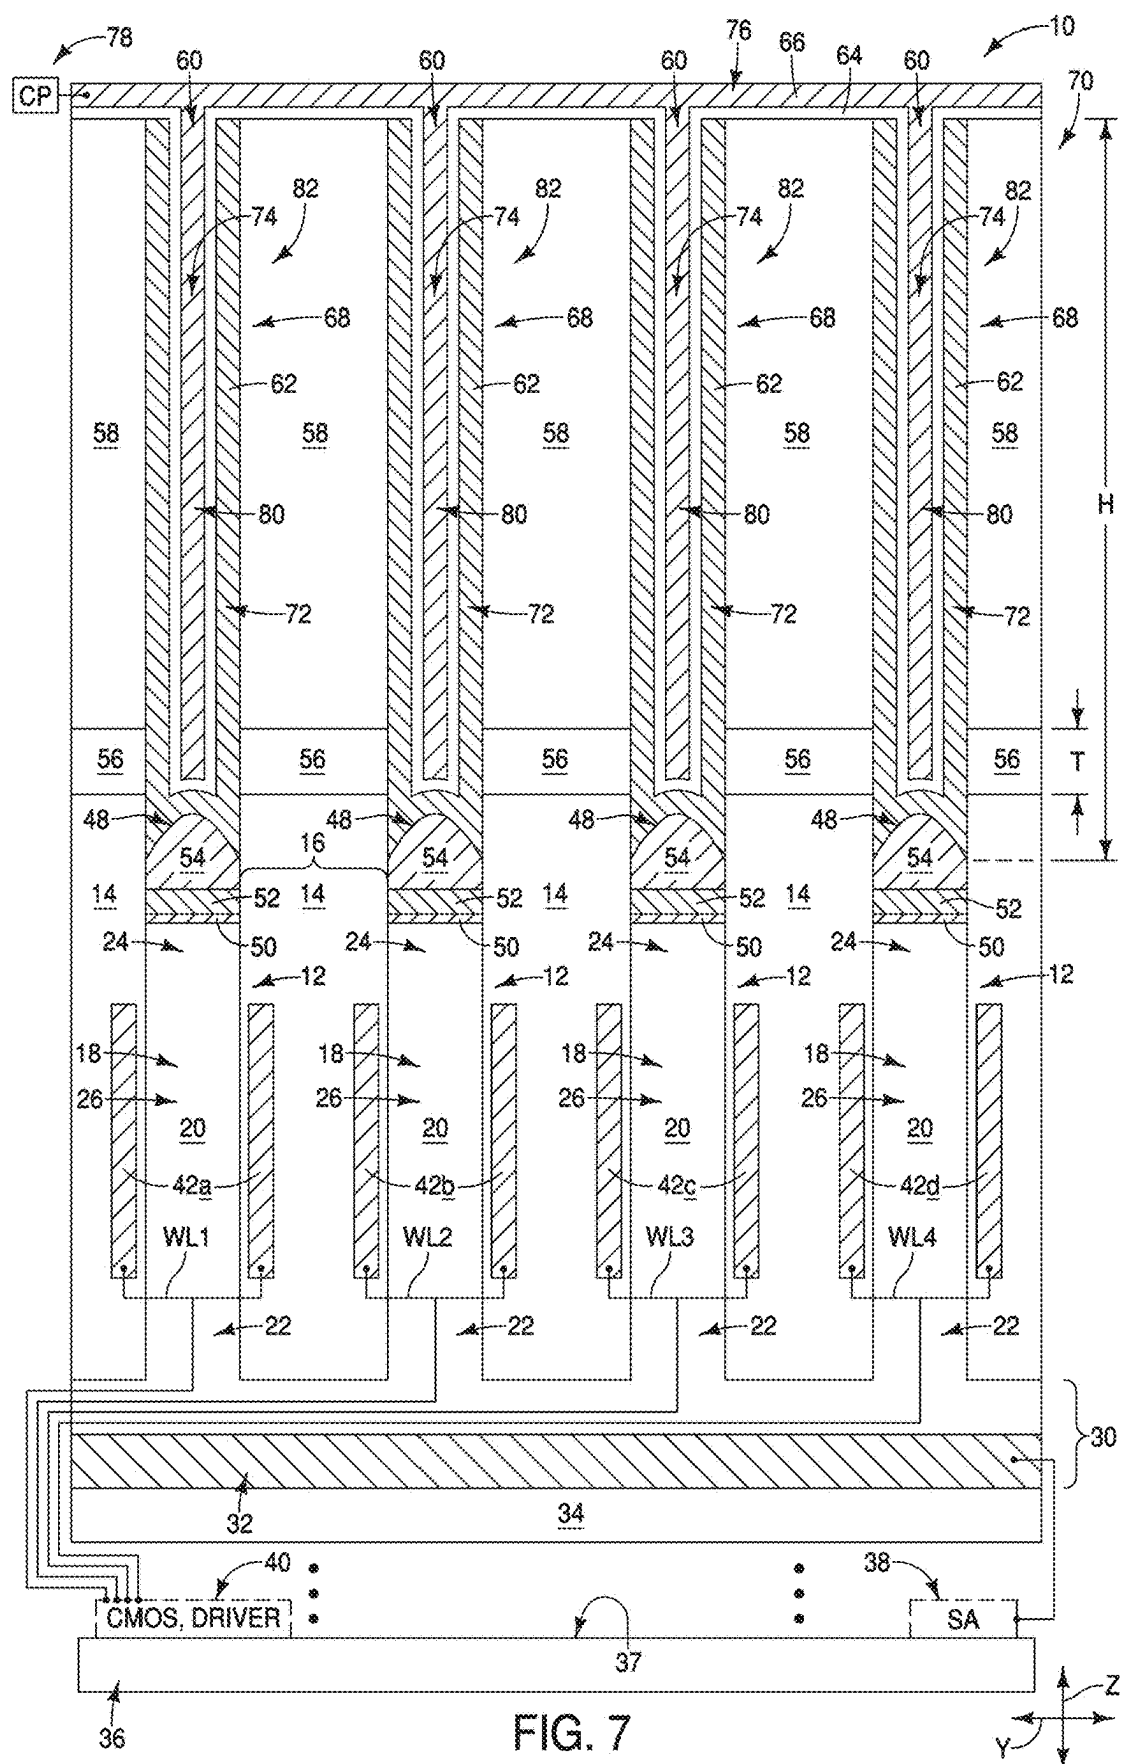 78 60 60 76 66 60 64 60 10
CP
70
82 82 82 82
74 74 74 74
68 68 68 68
62 62 62 62
58 58 58 58 58
H
80 80 80 80
72 72 72 72
56 56 56 56 56 T
48 48 48 48
54 16 54 54 54
14 52 14 52 14 52 52
24 50 24 50 24 50 24 50
12 12 12 12
18 18 18 18
26 26 26 26
20 20 20 20
42a 42b 42c 42d
WL1 WL2 WL3 WL4
22 22 22 22
30
32 34
40 38
CMOS, DRIVER SA
37
36
FIG. 7
Z
Y